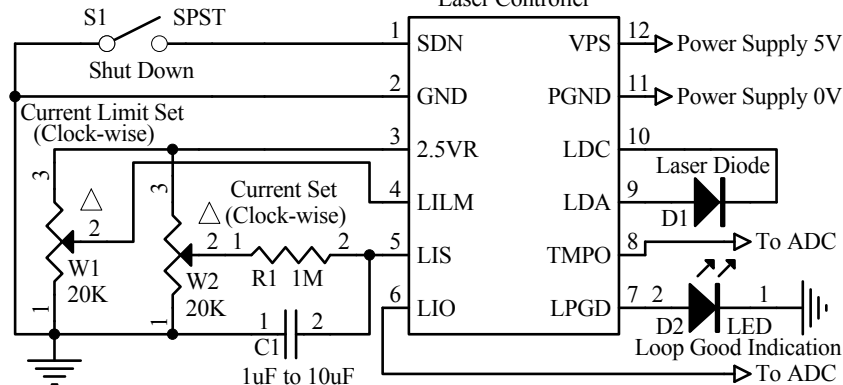 Laser Controller
S1 SPST
Shut Down
1 SDN
2 GND
3 2.5VR
4 LILM
5 LIS
6 LIO
VPS 12 Power Supply 5V
PGND 11 Power Supply 0V
LDC 10
LDA 9
TMPO 8 To ADC
LPGD 7
Laser Diode
D1
Current Limit Set
(Clock-wise)
3
2
W1
20K
1
Current Set
(Clock-wise)
3
2
W2
20K
1
1 2
R1 1M
1 2
C1
1uF to 10uF
2 1
D2 LED
Loop Good Indication
To ADC